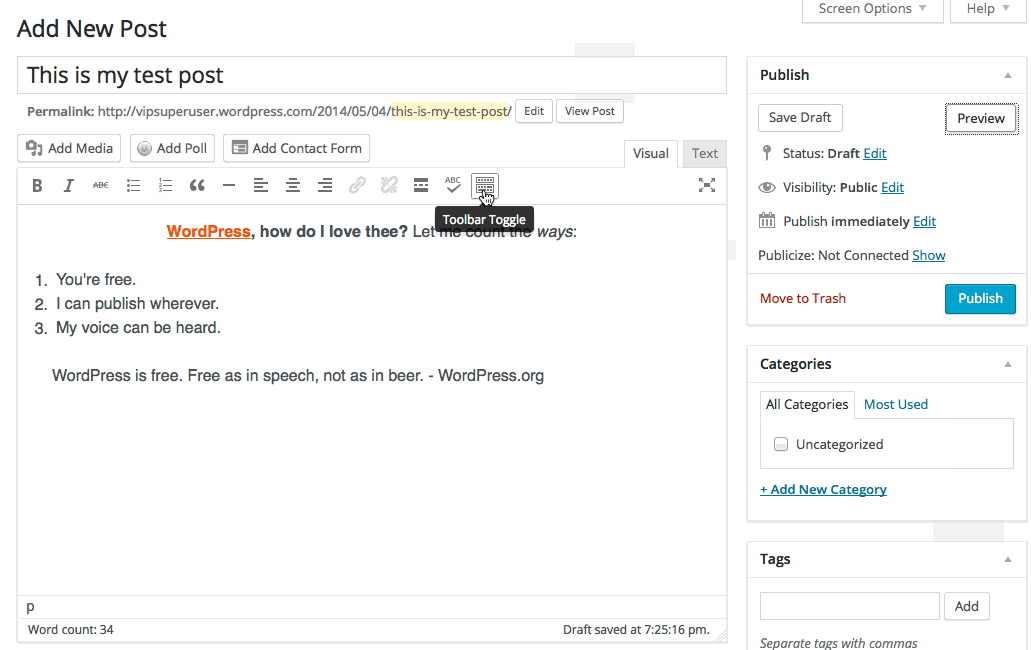 Screen Options Help
Add New Post
This is my test post
Permalink: http://vipsuperuser.wordpress.com/2014/05/04/this-is-my-test-post/ Edit View Post
Add Media Add Poll Add Contact Form
Visual Text
B I ABC ABC
Toolbar Toggle
WordPress, how do I love thee? Let me count the ways:
1. You're free.
2. I can publish wherever.
3. My voice can be heard.
WordPress is free. Free as in speech, not as in beer. - WordPress.org
p
Word count: 34 Draft saved at 7:25:16 pm.
Publish
Save Draft Preview
Status: Draft Edit
Visibility: Public Edit
Publish immediately Edit
Publicize: Not Connected Show
Move to Trash Publish
Categories
All Categories Most Used
Uncategorized
+ Add New Category
Tags
Add
Separate tags with commas